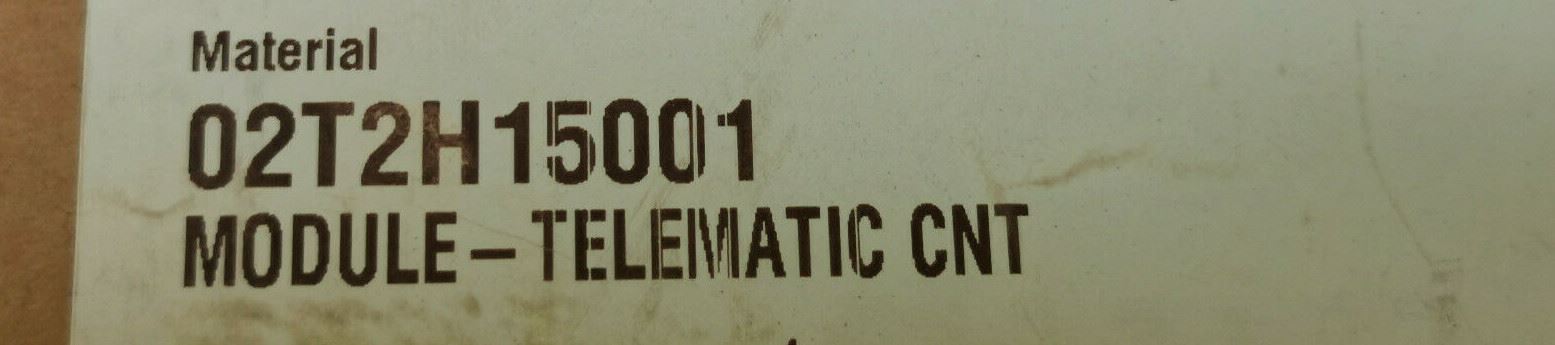 Material
02T2H15001
MODULE-TELEMATIC CNT